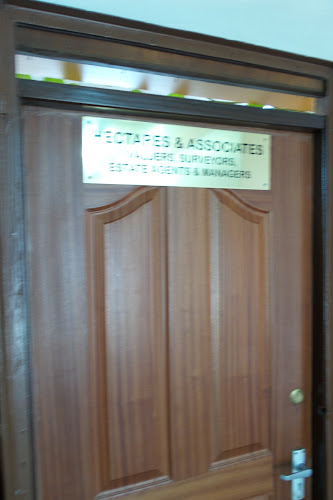 HECTARES & ASSOCIATES
VALUERS, SURVEYORS,
ESTATE AGENTS & MANAGERS